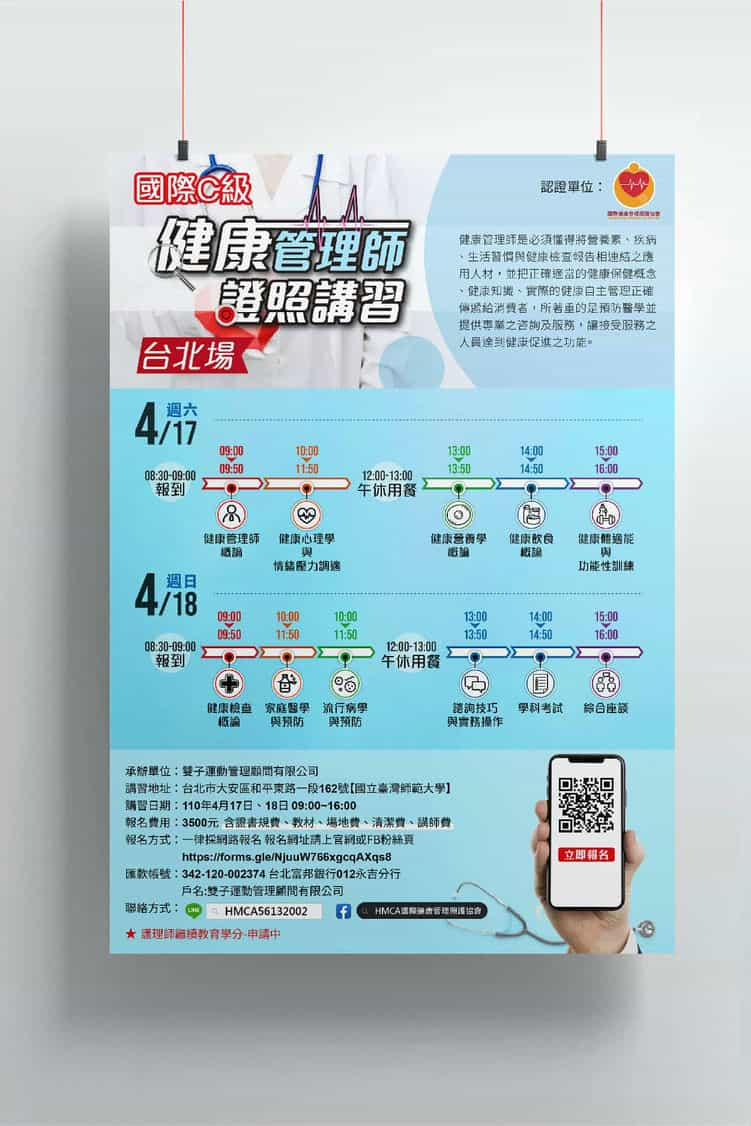 國際C級
健康管理師
證照講習
台北場
認證單位：
國際健康管理照護協會
健康管理師是必須懂得將營養素、疾病
、生活習慣與健康檢查報告相連結之應
用人材，並把正確適當的健康保健概念
、健康知識、實際的健康自主管理正確
傳遞給消費者，所著重的是預防醫學並
提供專業之咨詢及服務，讓接受服務之
人員達到健康促進之功能。
4/17 週六
08:30-09:00
報到
09:00
09:50
健康管理師
概論
10:00
11:50
健康心理學
與
情緒壓力調適
12:00-13:00
午休用餐
13:00
13:50
健康營養學
概論
14:00
14:50
健康飲食
概論
15:00
16:00
健康體適能
與
功能性訓練
4/18 週日
08:30-09:00
報到
09:00
09:50
健康檢查
概論
10:00
11:50
家庭醫學
與預防
10:00
11:50
流行病學
與預防
12:00-13:00
午休用餐
13:00
13:50
諮詢技巧
與實務操作
14:00
14:50
學科考試
15:00
16:00
綜合座談
承辦單位：雙子運動管理顧問有限公司
講習地址：台北市大安區和平東路一段162號【國立臺灣師範大學】
講習日期：110年4月17日、18日 09:00~16:00
報名費用：3500元 含證書規費、教材、場地費、清潔費、講師費
報名方式：一律採網路報名 報名網址請上官網或FB粉絲頁
https://forms.gle/NjuuW766xgcqAXqs8
匯款帳號：342-120-002374 台北富邦銀行012永吉分行
戶名:雙子運動管理顧問有限公司
聯絡方式： LINE HMCA56132002 HMCA國際健康管理照護協會
★ 護理師繼續教育學分-申請中
立即報名